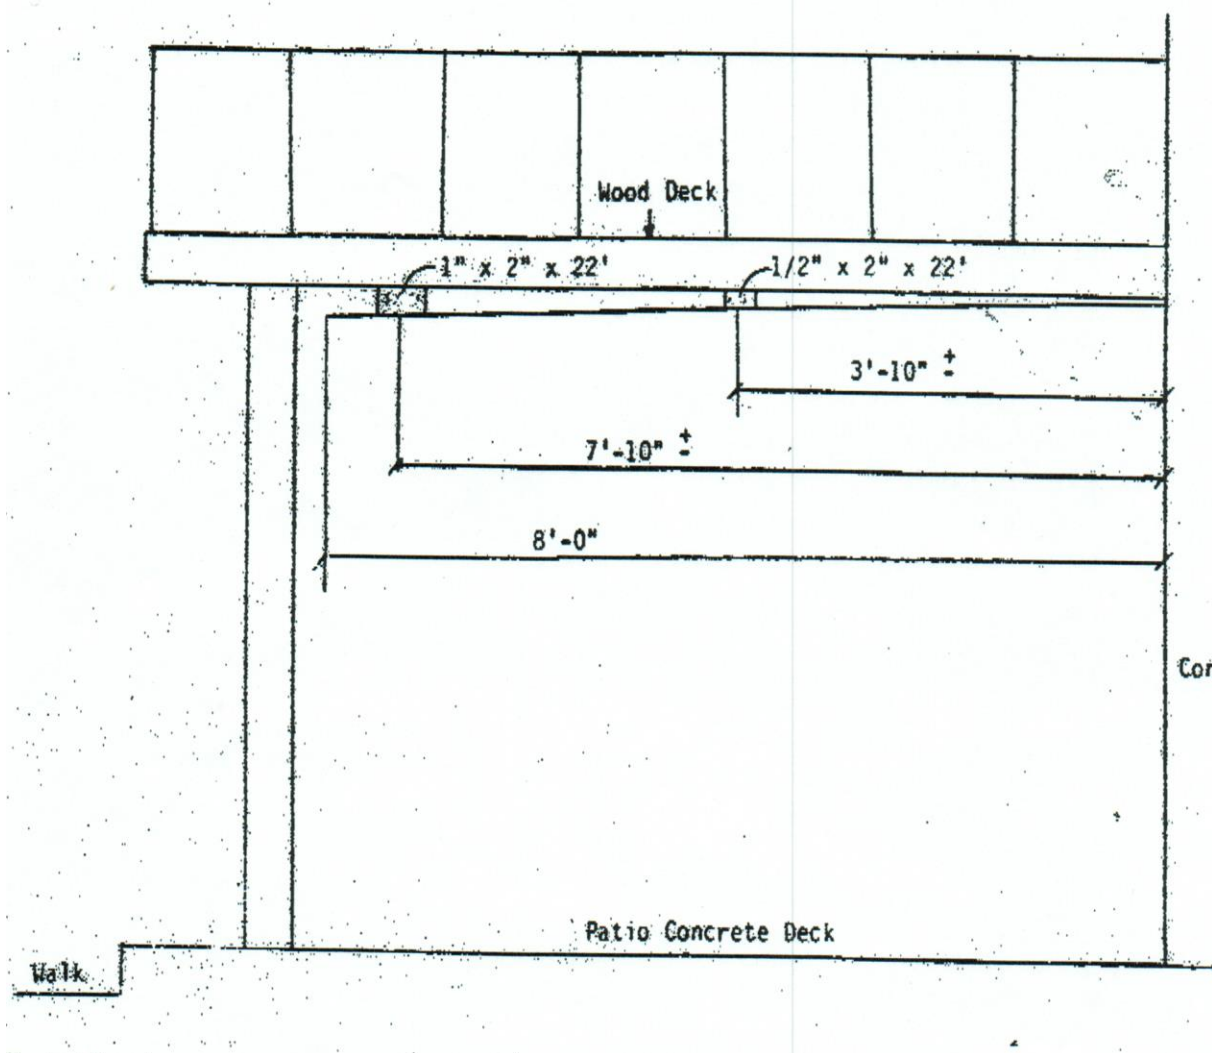 Wood Deck
1" x 2" x 22'
1/2" x 2" x 22'
3'-10" ±
7'-10" ±
8'-0"
Patio Concrete Deck
Walk